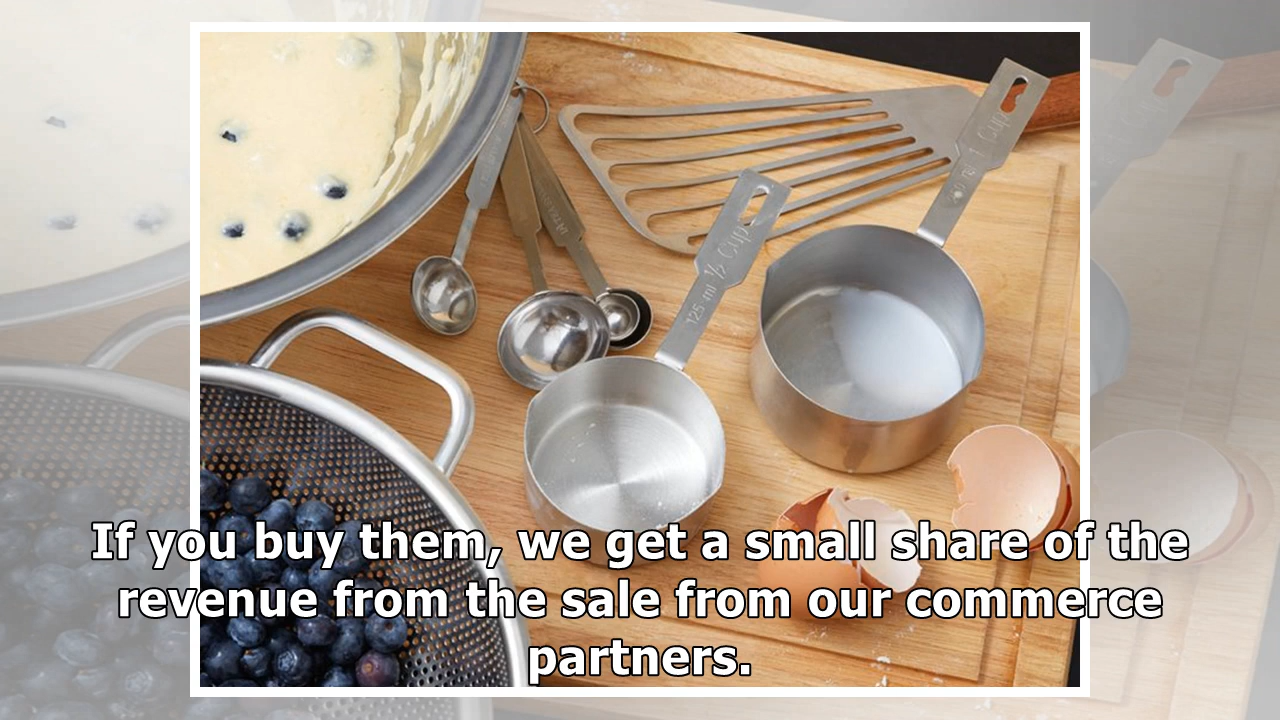 1 Cup
½ Cup
125 ml
If you buy them, we get a small share of the
revenue from the sale from our commerce
partners.